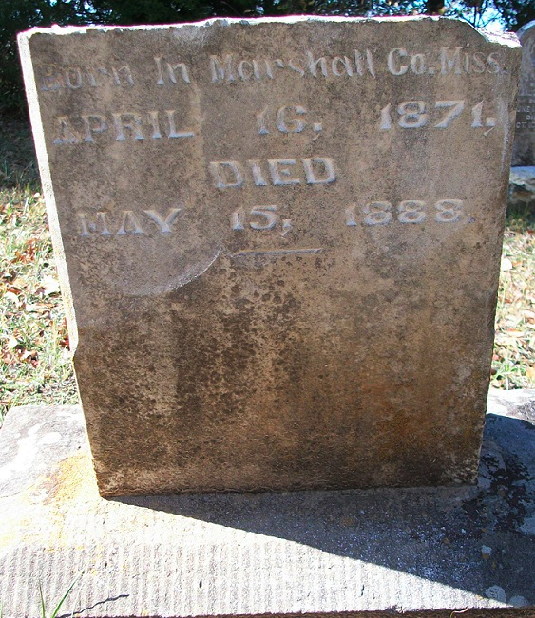 Born In Marshall Co. Miss.
APRIL 16, 1871.
DIED
MAY 15, 1888.